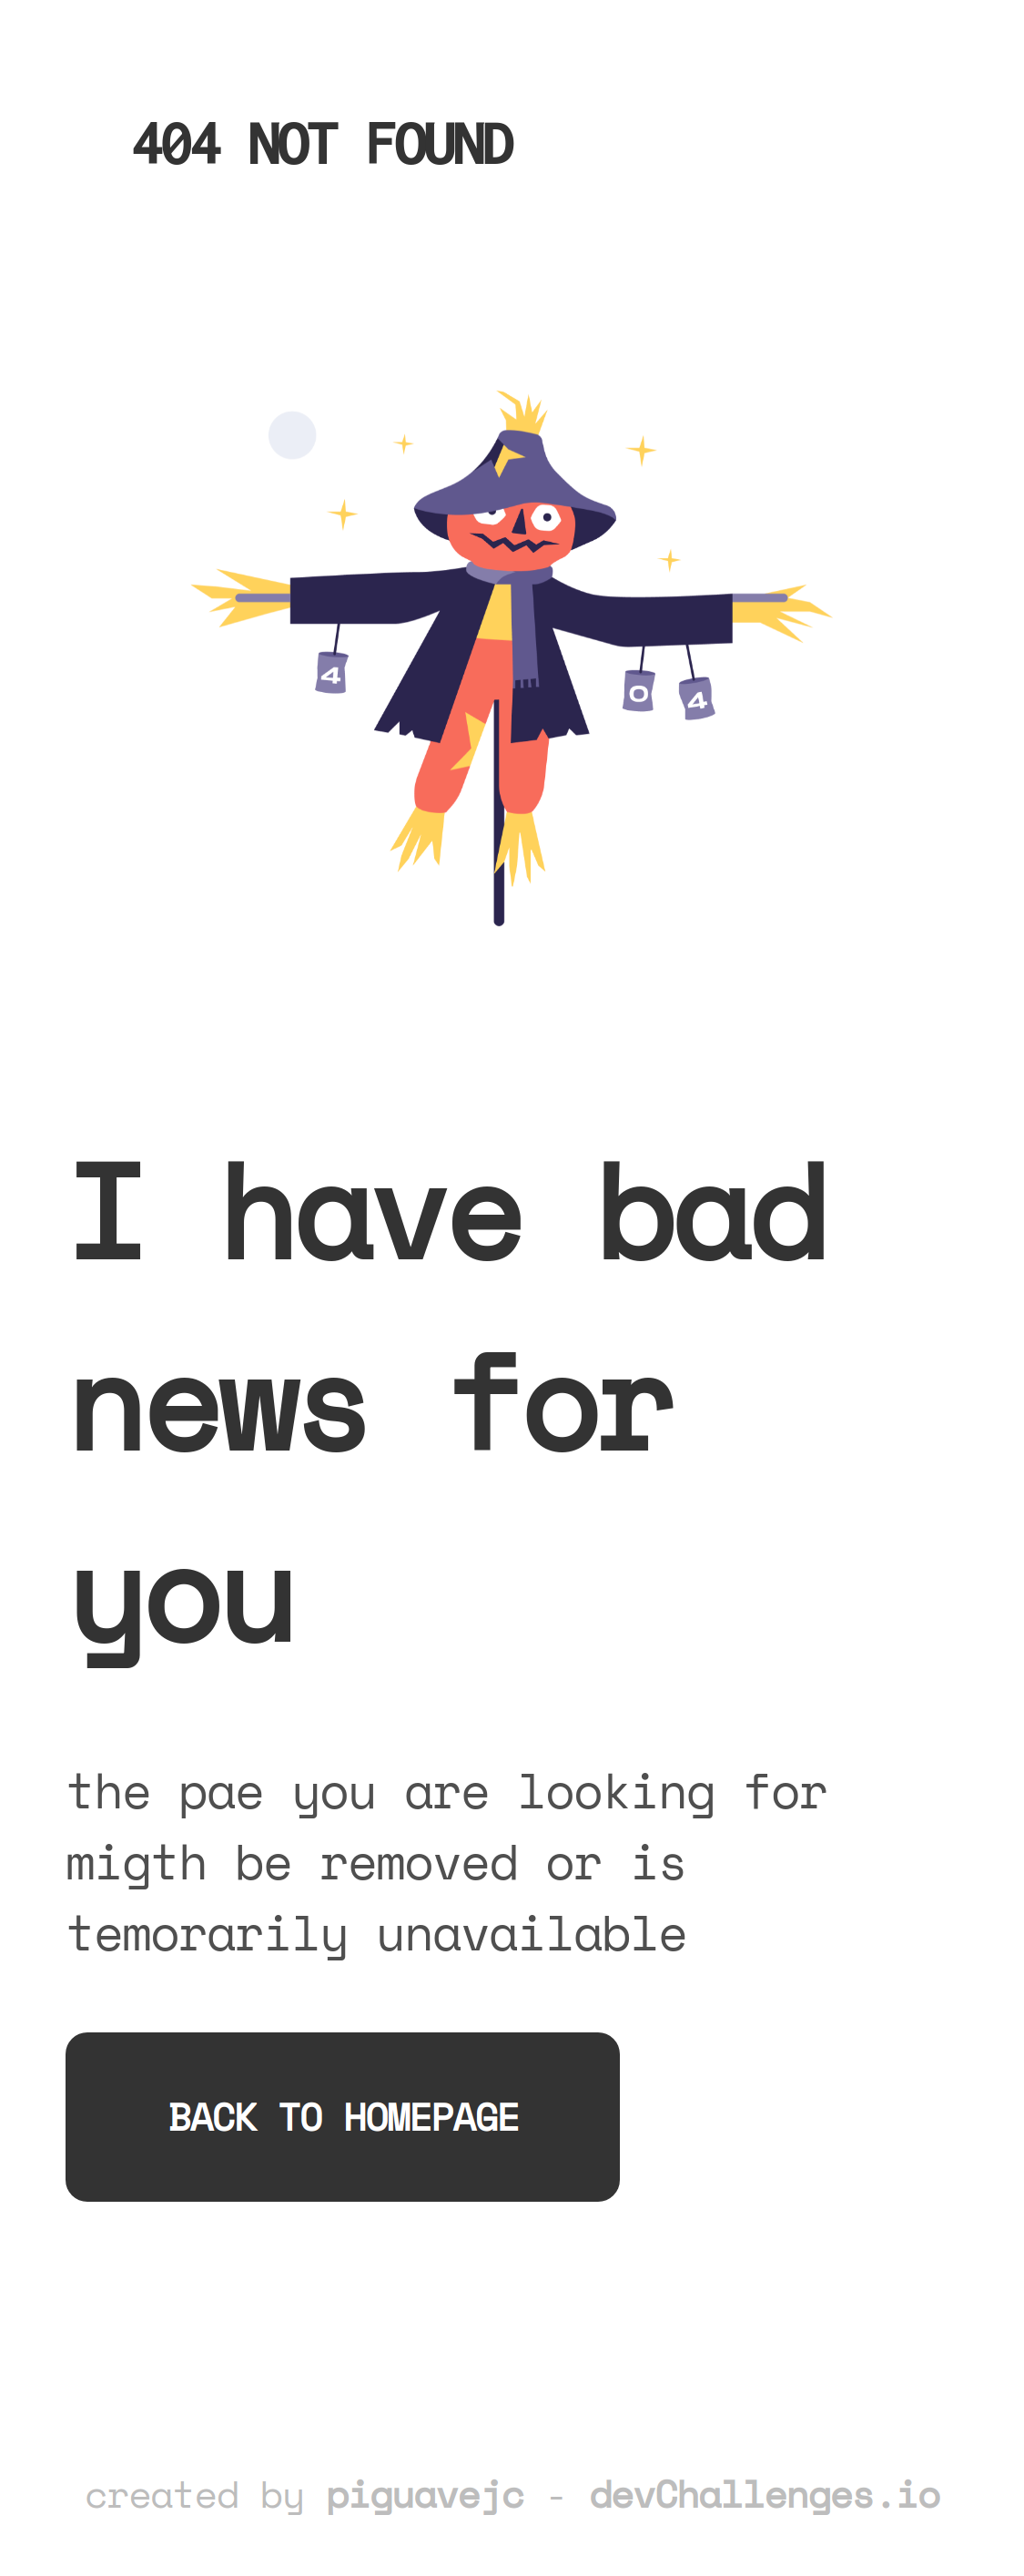 404 NOT FOUND
4
0
4
I have bad
news for
you
the pae you are looking for
migth be removed or is
temorarily unavailable
BACK TO HOMEPAGE
created by piguavejc - devChallenges.io